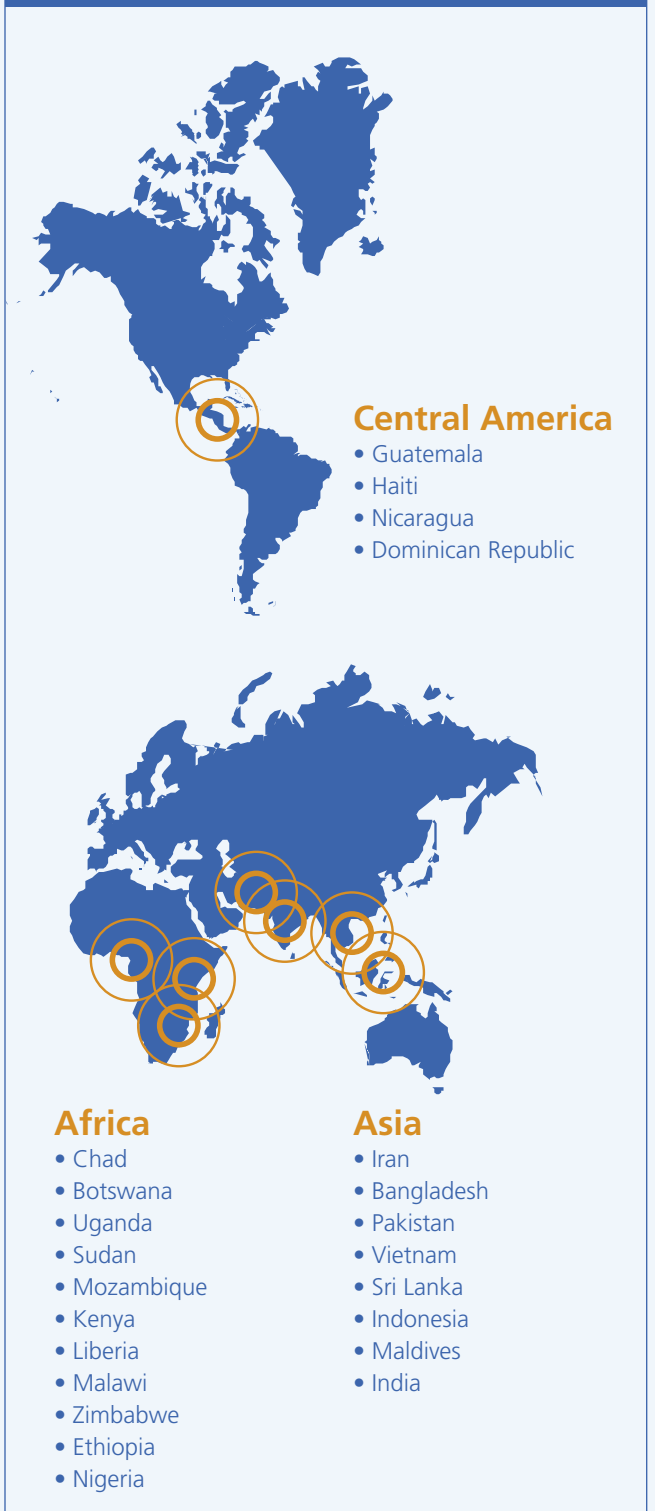 Central America
• Guatemala
• Haiti
• Nicaragua
• Dominican Republic
Africa
• Chad
• Botswana
• Uganda
• Sudan
• Mozambique
• Kenya
• Liberia
• Malawi
• Zimbabwe
• Ethiopia
• Nigeria
Asia
• Iran
• Bangladesh
• Pakistan
• Vietnam
• Sri Lanka
• Indonesia
• Maldives
• India